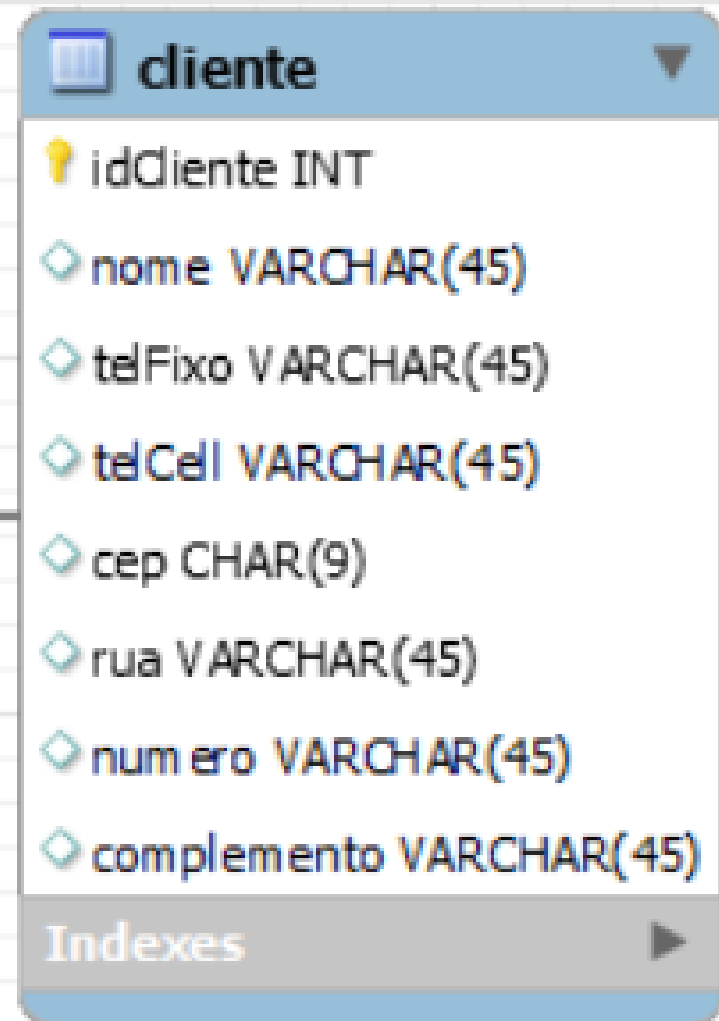 cliente
idCliente INT
nome VARCHAR(45)
telFixo VARCHAR(45)
telCell VARCHAR(45)
cep CHAR(9)
rua VARCHAR(45)
numero VARCHAR(45)
complemento VARCHAR(45)
Indexes